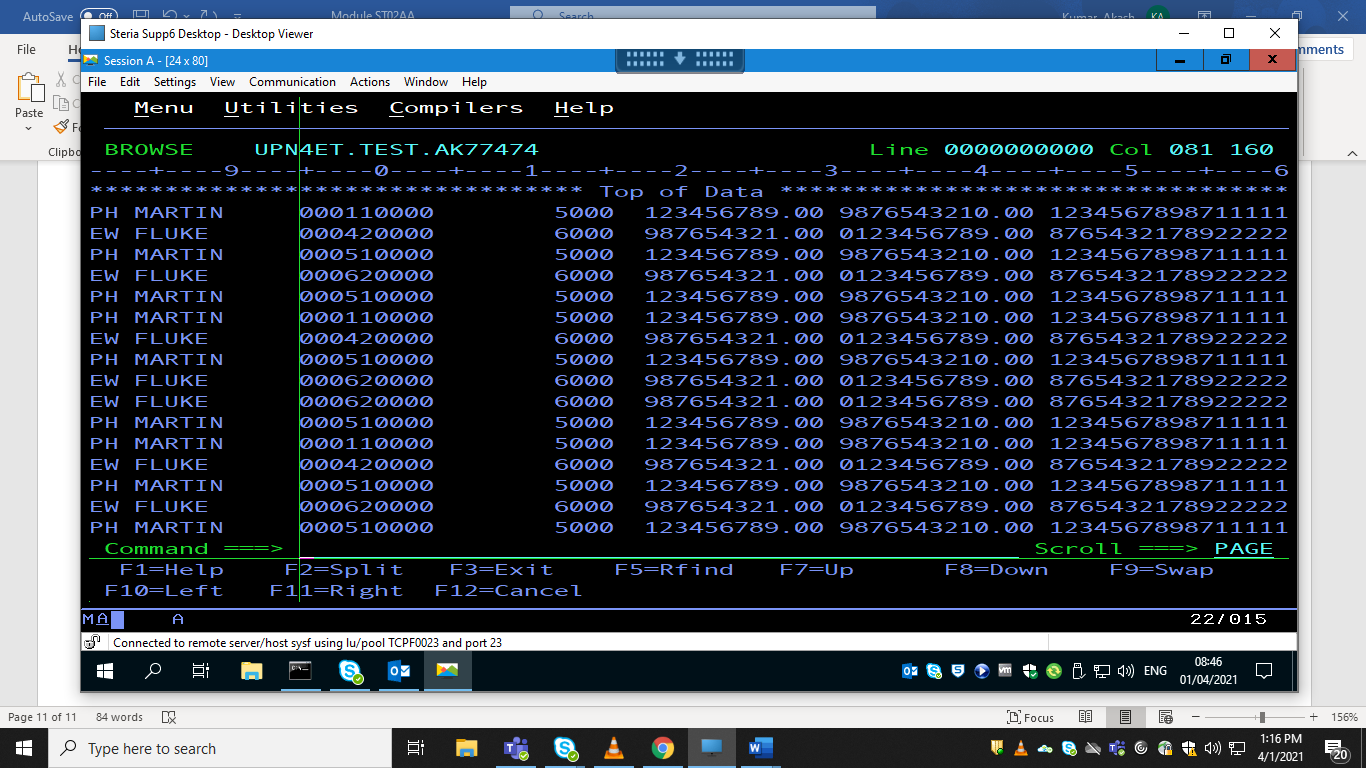 AutoSave Off Module ST02AA Search Kumar, Akash KA
File
Paste
Steria Supp6 Desktop - Desktop Viewer
Session A - [24 x 80]
File Edit Settings View Communication Actions Window Help
Menu Utilities Compilers Help
BROWSE UPN4ET.TEST.AK77474 Line 0000000000 Col 081 160
----+----9----+----0----+----1----+----2----+----3----+----4----+----5----+----6
********************************* Top of Data **********************************
PH MARTIN 000110000 5000 123456789.00 9876543210.00 1234567898711111
EW FLUKE 000420000 6000 987654321.00 0123456789.00 8765432178922222
PH MARTIN 000510000 5000 123456789.00 9876543210.00 1234567898711111
EW FLUKE 000620000 6000 987654321.00 0123456789.00 8765432178922222
PH MARTIN 000510000 5000 123456789.00 9876543210.00 1234567898711111
PH MARTIN 000110000 5000 123456789.00 9876543210.00 1234567898711111
EW FLUKE 000420000 6000 987654321.00 0123456789.00 8765432178922222
PH MARTIN 000510000 5000 123456789.00 9876543210.00 1234567898711111
EW FLUKE 000620000 6000 987654321.00 0123456789.00 8765432178922222
EW FLUKE 000620000 6000 987654321.00 0123456789.00 8765432178922222
PH MARTIN 000510000 5000 123456789.00 9876543210.00 1234567898711111
PH MARTIN 000110000 5000 123456789.00 9876543210.00 1234567898711111
EW FLUKE 000420000 6000 987654321.00 0123456789.00 8765432178922222
PH MARTIN 000510000 5000 123456789.00 9876543210.00 1234567898711111
EW FLUKE 000620000 6000 987654321.00 0123456789.00 8765432178922222
PH MARTIN 000510000 5000 123456789.00 9876543210.00 1234567898711111
Command ===> Scroll ===> PAGE
F1=Help F2=Split F3=Exit F5=Rfind F7=Up F8=Down F9=Swap
F10=Left F11=Right F12=Cancel
MA A 22/015
Connected to remote server/host sysf using lu/pool TCPF0023 and port 23
ENG 08:46
01/04/2021
Page 11 of 11 84 words Focus 156%
Type here to search 1:16 PM
4/1/2021
20